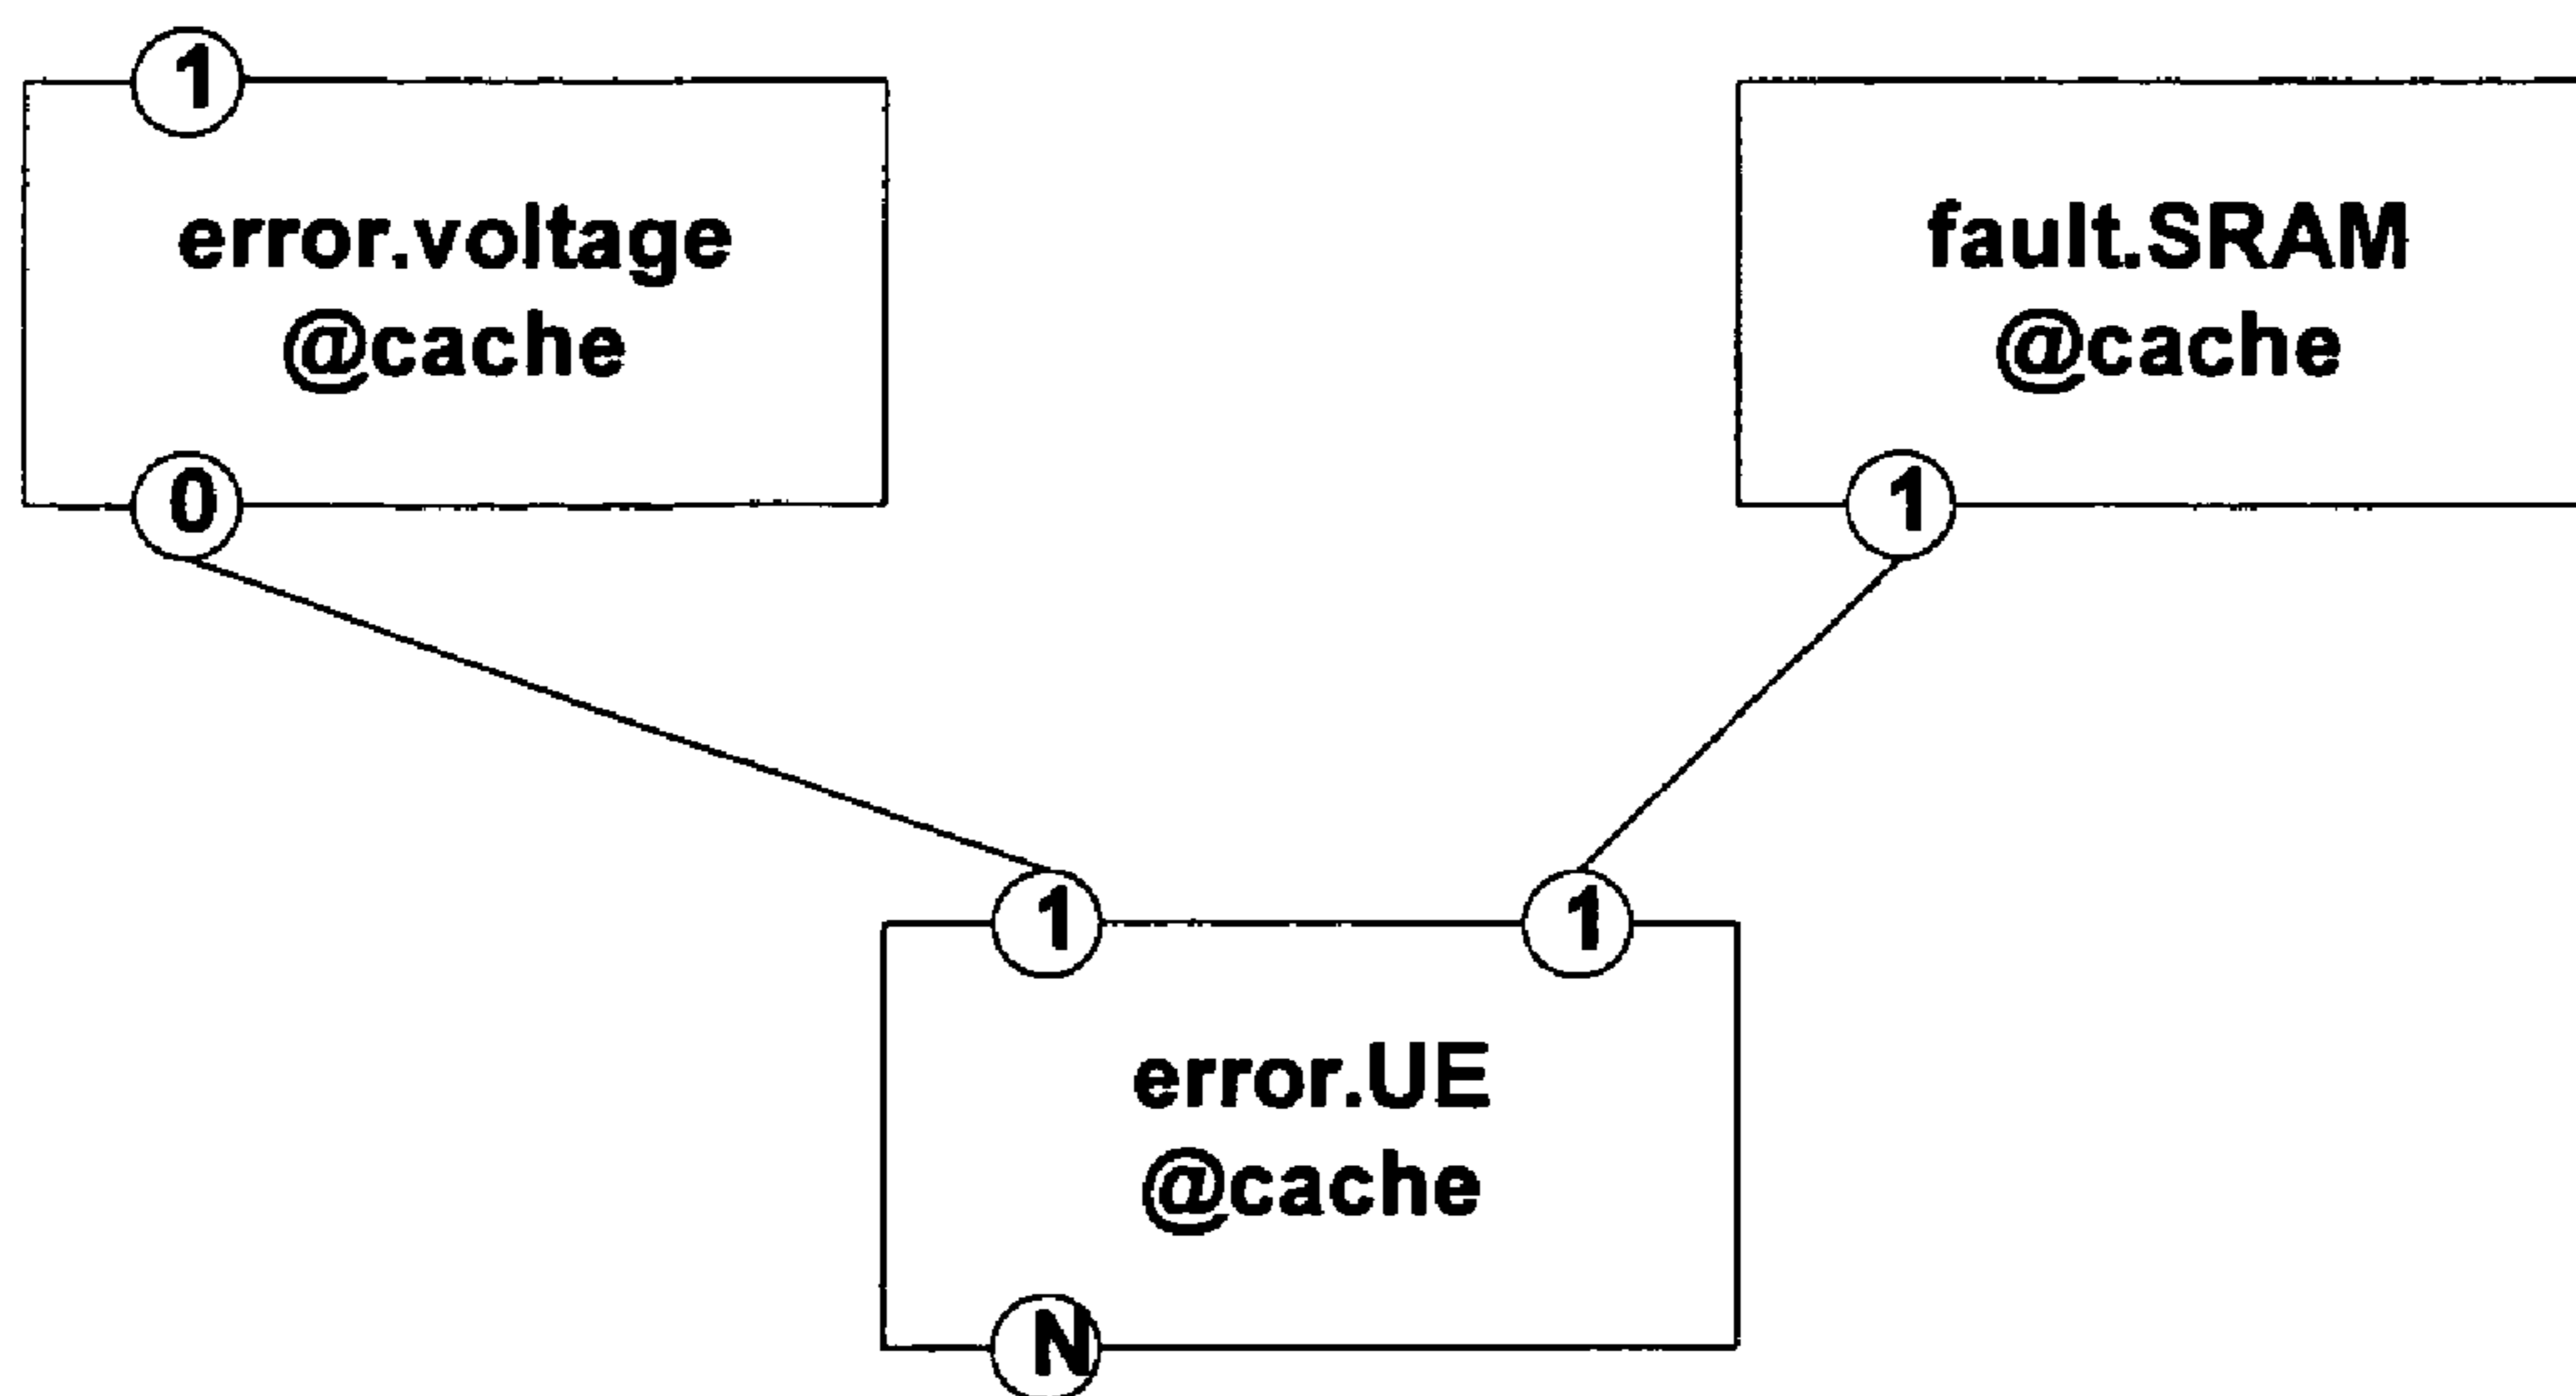 1
error.voltage
@cache
0
fault.SRAM
@cache
1
1
1
error.UE
@cache
N